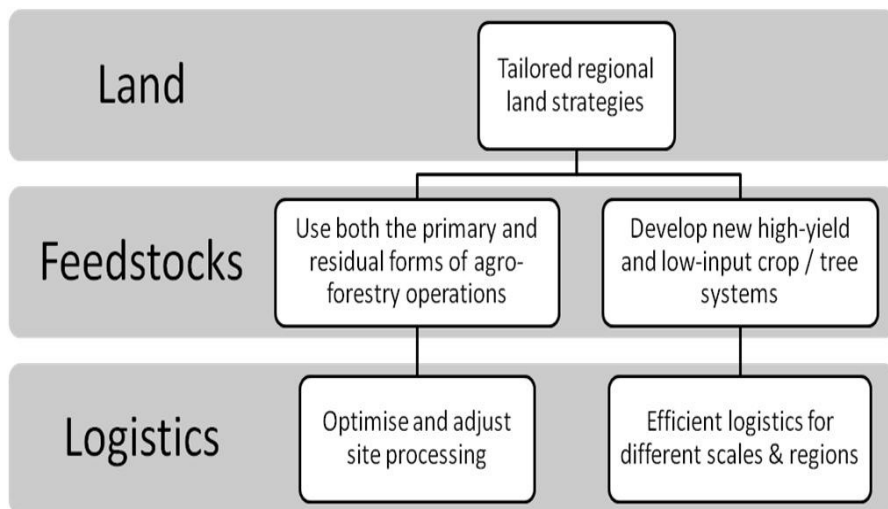 Land
Tailored regional
land strategies
Feedstocks
Use both the primary and
residual forms of agro-
forestry operations
Develop new high-yield
and low-input crop / tree
systems
Logistics
Optimise and adjust
site processing
Efficient logistics for
different scales & regions